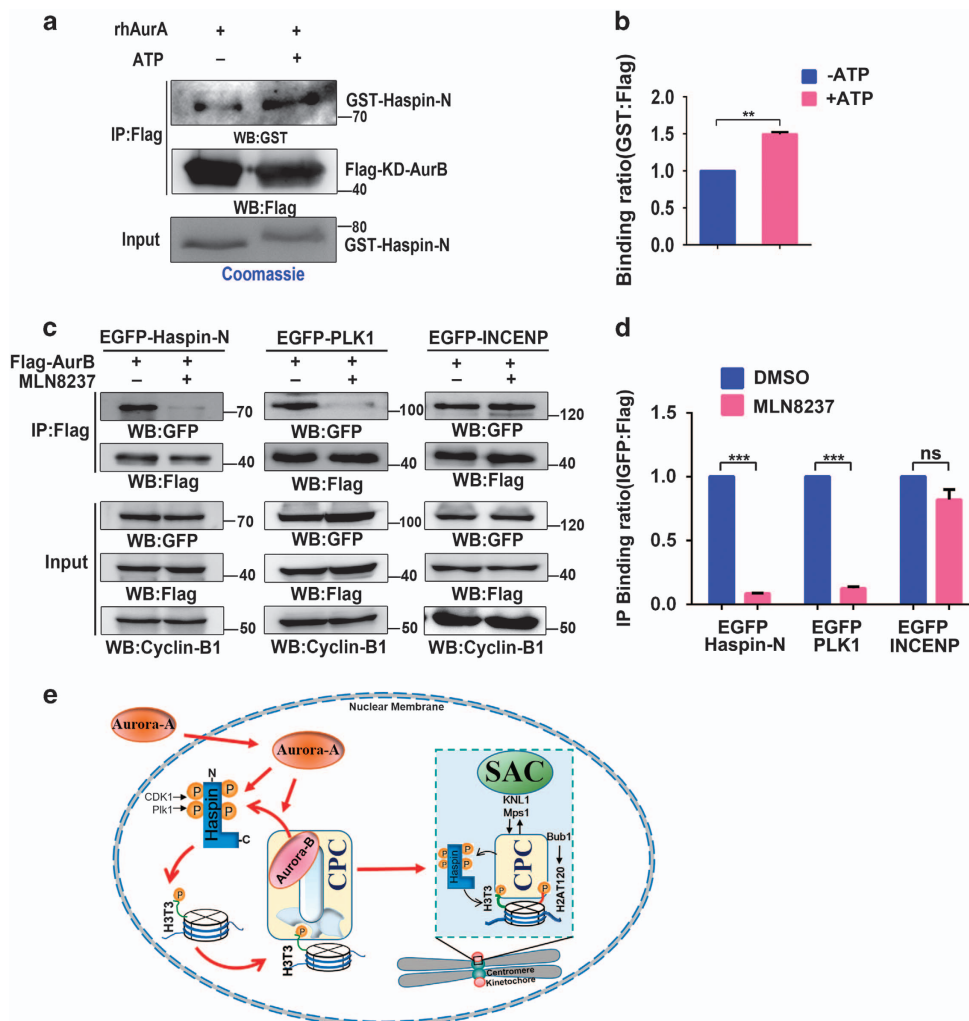 a
rhAurA + +
ATP – +
IP:Flag
GST-Haspin-N
70
WB:GST
Flag-KD-AurB
40
WB:Flag
Input
80
GST-Haspin-N
Coomassie
b
-ATP
+ATP
Binding ratio(GST:Flag)
2.0
1.5
1.0
0.5
0.0
**
c
EGFP-Haspin-N EGFP-PLK1 EGFP-INCENP
Flag-AurB + + + + + +
MLN8237 – + – + – +
IP:Flag
70 100 120
WB:GFP WB:GFP WB:GFP
40 40 40
WB:Flag WB:Flag WB:Flag
Input
70 100 120
WB:GFP WB:GFP WB:GFP
40 40 40
WB:Flag WB:Flag WB:Flag
50 50 50
WB:Cyclin-B1 WB:Cyclin-B1 WB:Cyclin-B1
d
DMSO
MLN8237
IP Binding ratio(IGFP:Flag)
1.5
1.0
0.5
0.0
*** *** ns
EGFP EGFP EGFP
Haspin-N PLK1 INCENP
e
Nuclear Membrane
Aurora-A
Aurora-A
N
CDK1
Plk1
P P
P P
Haspin
-C
Aurora-B
CPC
P
H3T3
P
H3T3
SAC
KNL1
Mps1
Bub1
P P
P P
Haspin
CPC
P
P
H3T3
H2AT120
Centromere
Kinetochore